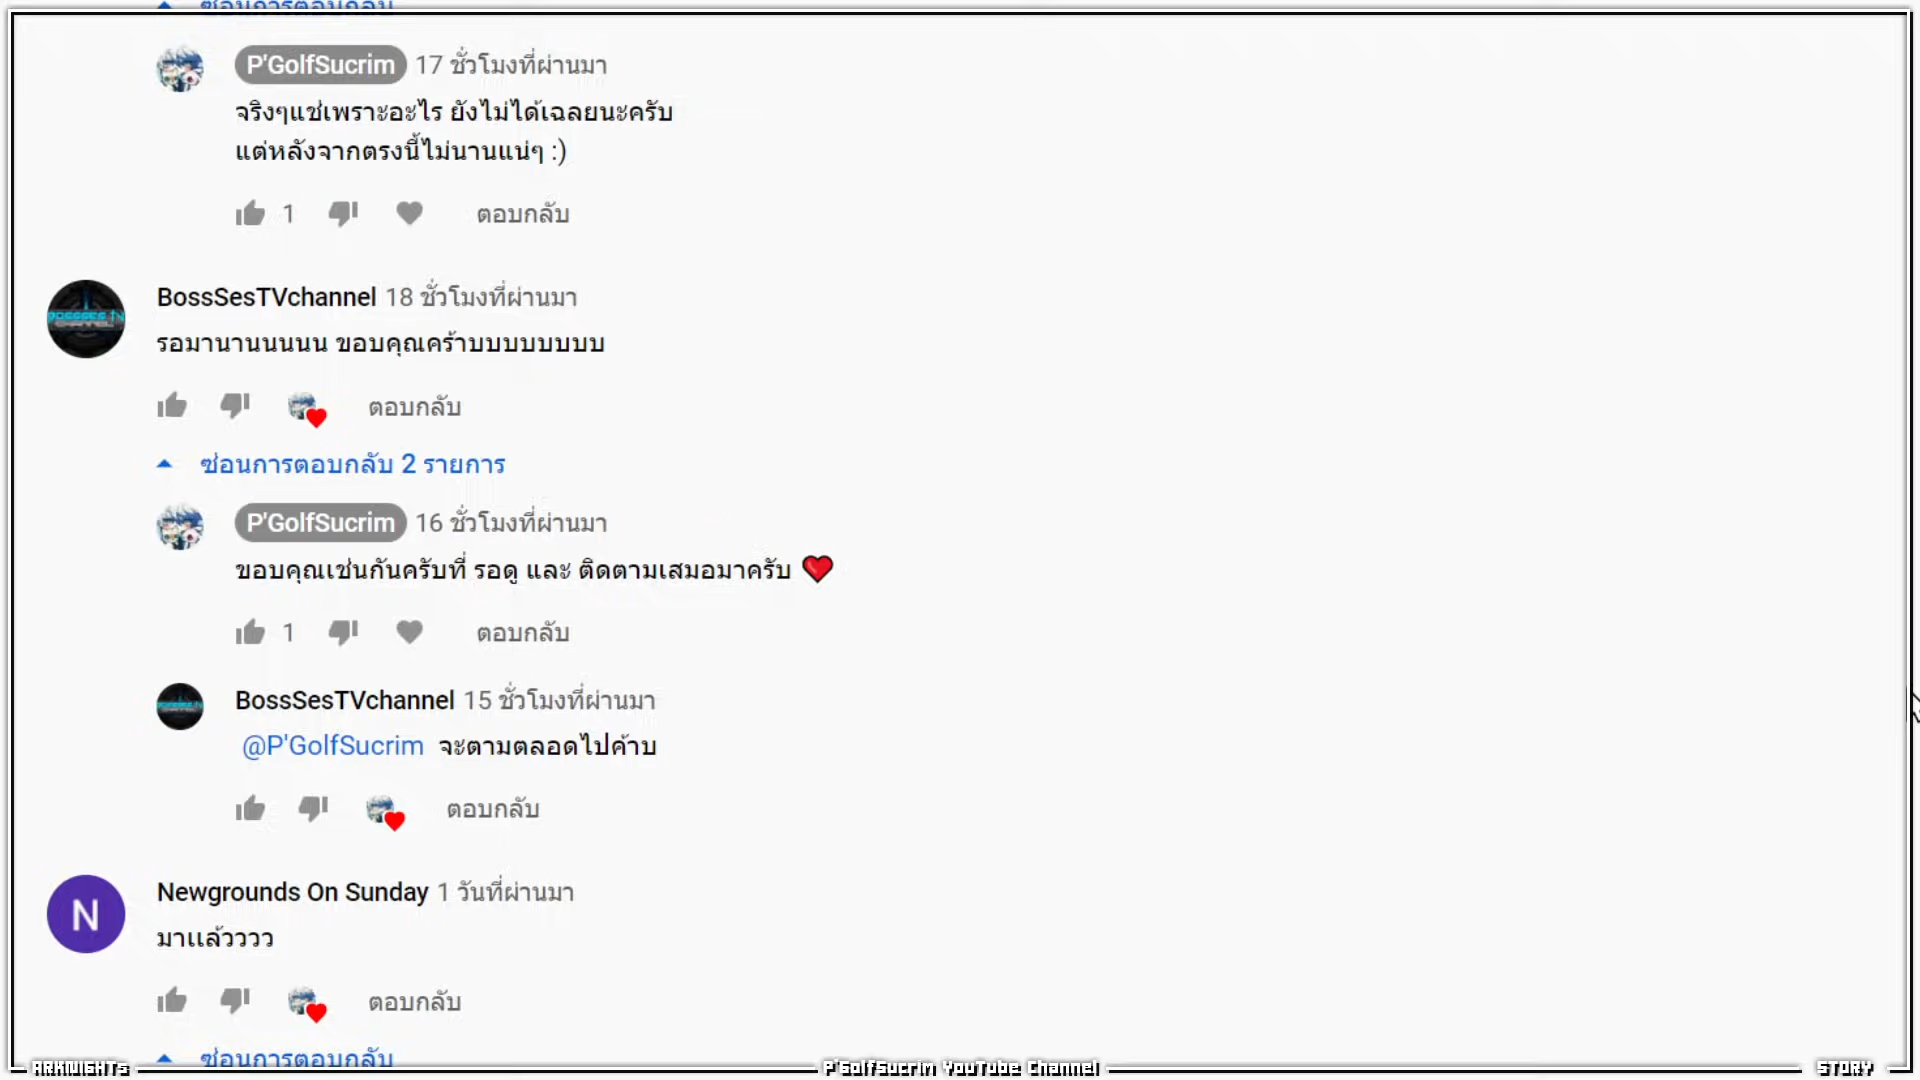 ซ่อนการตอบกลับ
P'GolfSucrim 17 ชั่วโมงที่ผ่านมา
จริงๆแช่เพราะอะไร ยังไม่ได้เฉลยนะครับ
แต่หลังจากตรงนี้ไม่นานแน่ๆ :)
1 ตอบกลับ
BossSesTVchannel 18 ชั่วโมงที่ผ่านมา
รอมานานนนนน ขอบคุณคร้าบบบบบบบบ
ตอบกลับ
ซ่อนการตอบกลับ 2 รายการ
P'GolfSucrim 16 ชั่วโมงที่ผ่านมา
ขอบคุณเช่นกันครับที่ รอดู และ ติดตามเสมอมาครับ ❤️
1 ตอบกลับ
BossSesTVchannel 15 ชั่วโมงที่ผ่านมา
@P'GolfSucrim จะตามตลอดไปค้าบ
ตอบกลับ
N
Newgrounds On Sunday 1 วันที่ผ่านมา
มาแล้วววว
ตอบกลับ
ซ่อนการตอบกลับ
ARKNIGHTS P'GolfSucrim YouTube Channel STORY